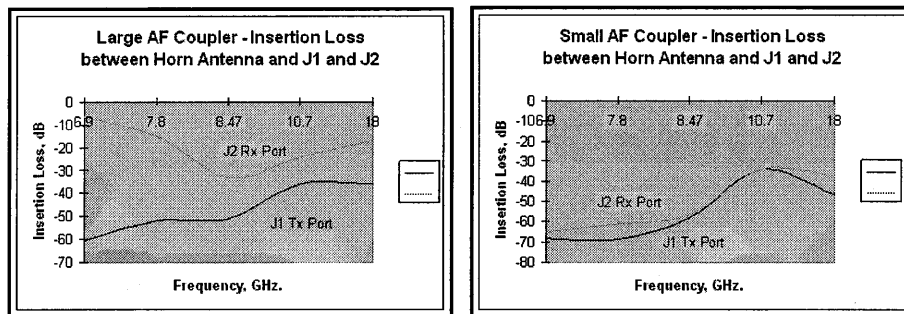 Large AF Coupler - Insertion Loss
between Horn Antenna and J1 and J2
Insertion Loss, dB
0
-10
-20
-30
-40
-50
-60
-70
6.9
7.8
8.47
10.7
18
J2 Rx Port
J1 Tx Port
Frequency, GHz.
Small AF Coupler - Insertion Loss
between Horn Antenna and J1 and J2
Insertion Loss, dB
0
-10
-20
-30
-40
-50
-60
-70
-80
6.9
7.8
8.47
10.7
18
J2 Rx Port
J1 Tx Port
Frequency, GHz.